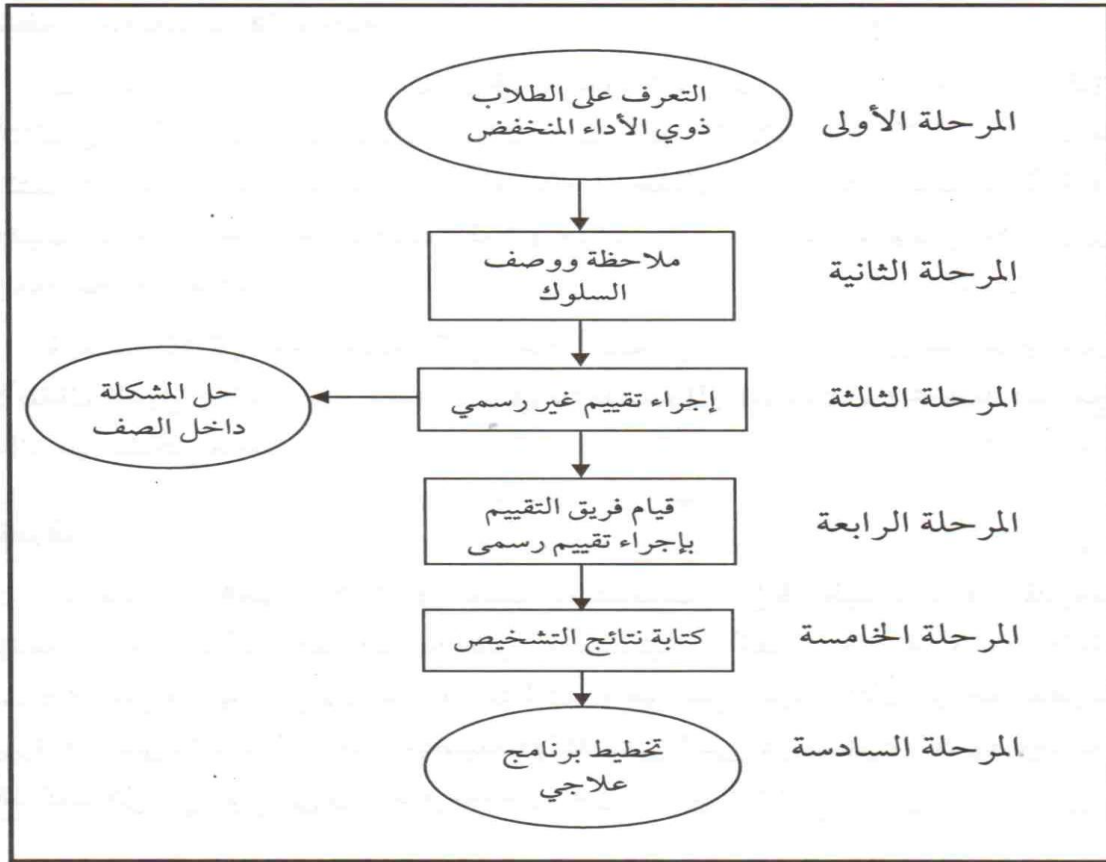 المرحلة الأولى
التعرف على الطلاب
ذوي الأداء المنخفض
المرحلة الثانية
ملاحظة ووصف
السلوك
المرحلة الثالثة
إجراء تقييم غير رسمي
حل المشكلة
داخل الصف
المرحلة الرابعة
قيام فريق التقييم
بإجراء تقييم رسمى
المرحلة الخامسة
كتابة نتائج التشخيص
المرحلة السادسة
تخطيط برنامج
علاجي